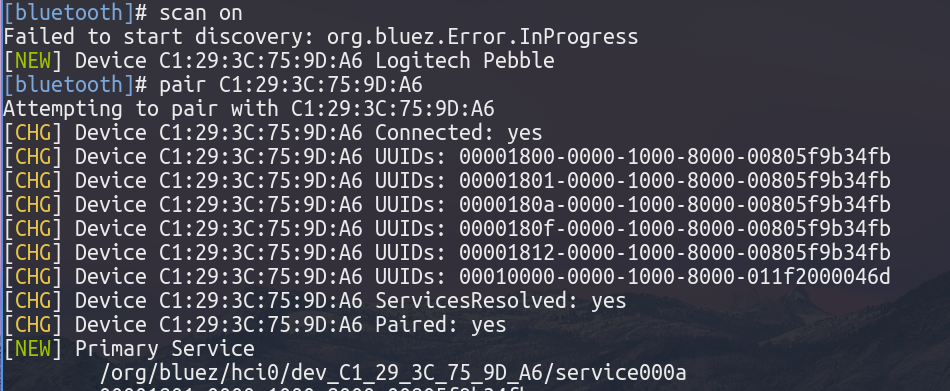 [bluetooth]# scan on
Failed to start discovery: org.bluez.Error.InProgress
[NEW] Device C1:29:3C:75:9D:A6 Logitech Pebble
[bluetooth]# pair C1:29:3C:75:9D:A6
Attempting to pair with C1:29:3C:75:9D:A6
[CHG] Device C1:29:3C:75:9D:A6 Connected: yes
[CHG] Device C1:29:3C:75:9D:A6 UUIDs: 00001800-0000-1000-8000-00805f9b34fb
[CHG] Device C1:29:3C:75:9D:A6 UUIDs: 00001801-0000-1000-8000-00805f9b34fb
[CHG] Device C1:29:3C:75:9D:A6 UUIDs: 0000180a-0000-1000-8000-00805f9b34fb
[CHG] Device C1:29:3C:75:9D:A6 UUIDs: 0000180f-0000-1000-8000-00805f9b34fb
[CHG] Device C1:29:3C:75:9D:A6 UUIDs: 00001812-0000-1000-8000-00805f9b34fb
[CHG] Device C1:29:3C:75:9D:A6 UUIDs: 00010000-0000-1000-8000-011f2000046d
[CHG] Device C1:29:3C:75:9D:A6 ServicesResolved: yes
[CHG] Device C1:29:3C:75:9D:A6 Paired: yes
[NEW] Primary Service
/org/bluez/hci0/dev_C1_29_3C_75_9D_A6/service000a